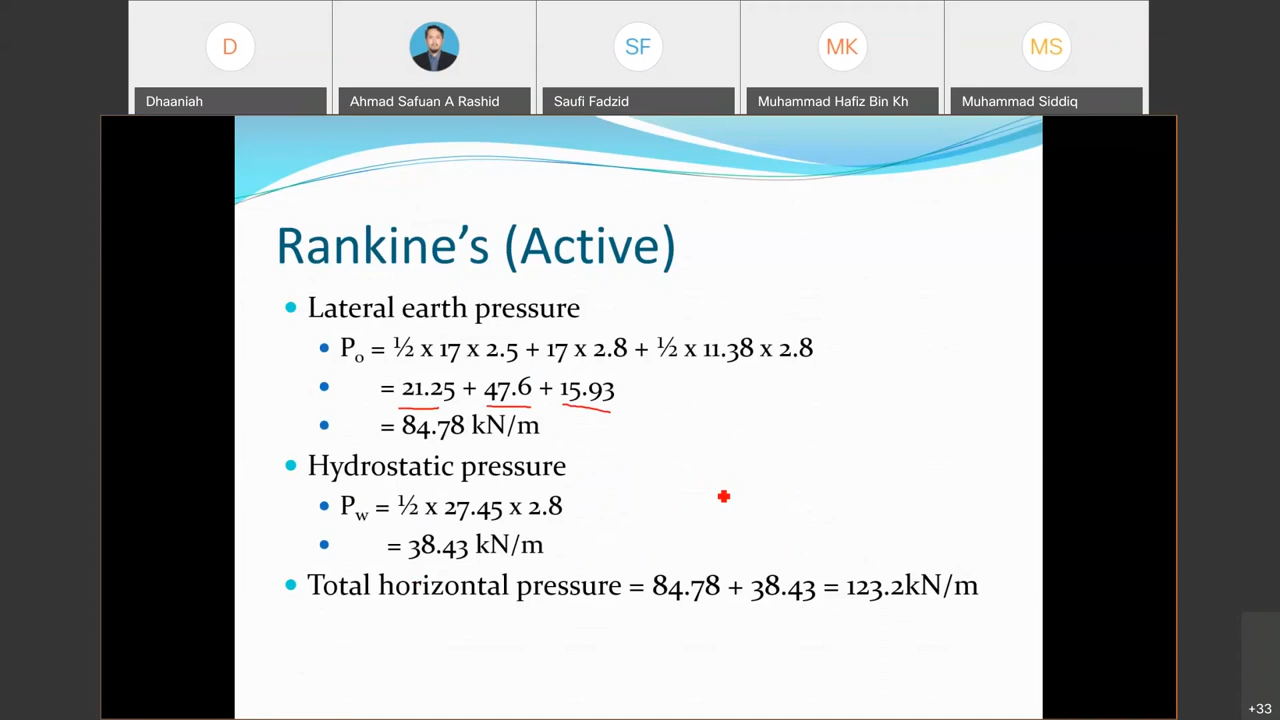 D
SF
MK
MS
Dhaaniah
Ahmad Safuan A Rashid
Saufi Fadzid
Muhammad Hafiz Bin Kh
Muhammad Siddiq
Rankine's (Active)
• Lateral earth pressure
• Pₒ = ½ x 17 x 2.5 + 17 x 2.8 + ½ x 11.38 x 2.8
• = 21.25 + 47.6 + 15.93
• = 84.78 kN/m
• Hydrostatic pressure
• P_w = ½ x 27.45 x 2.8
• = 38.43 kN/m
• Total horizontal pressure = 84.78 + 38.43 = 123.2kN/m
+33